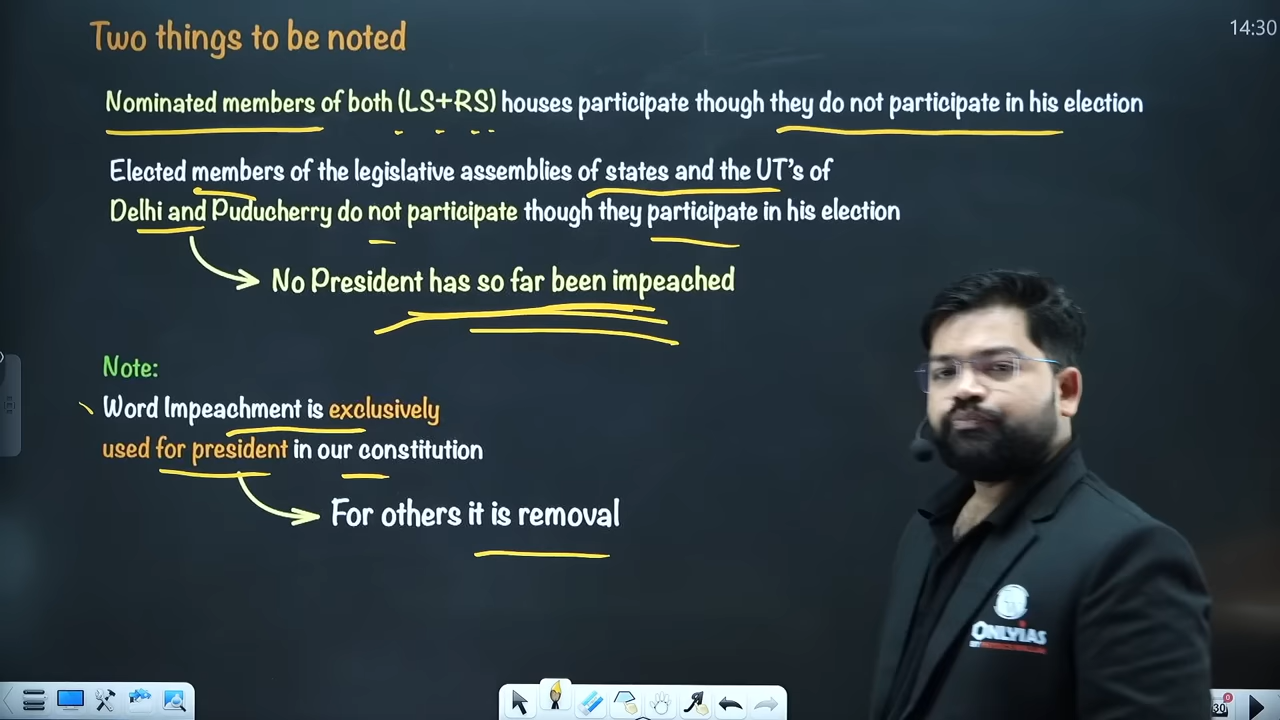 Two things to be noted
14:30
Nominated members of both (LS+RS) houses participate though they do not participate in his election
Elected members of the legislative assemblies of states and the UT's of
Delhi and Puducherry do not participate though they participate in his election
No President has so far been impeached
Note:
Word Impeachment is exclusively
used for president in our constitution
For others it is removal
ONLYIAS
30